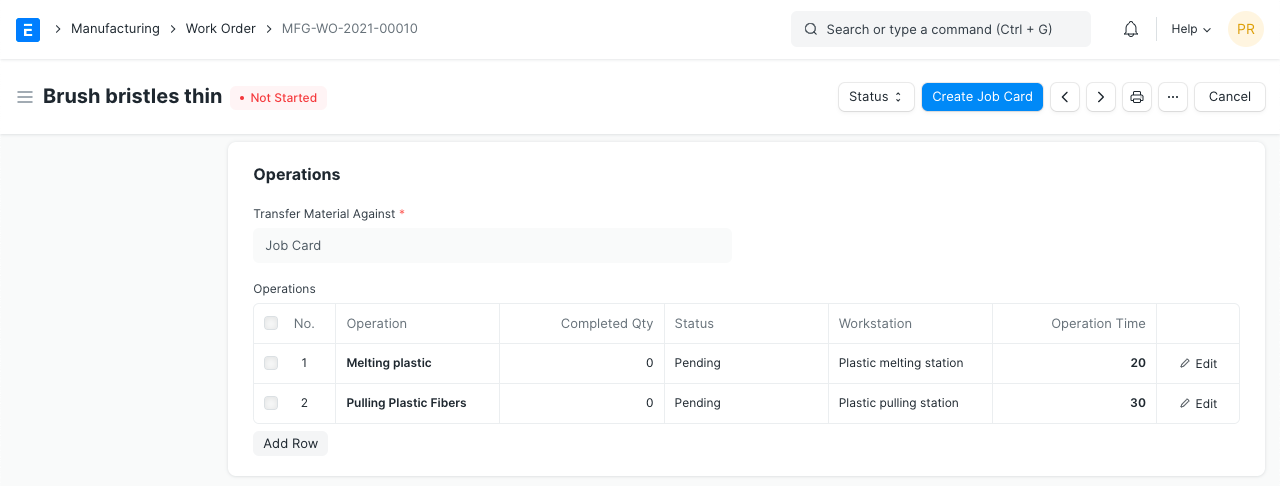 Manufacturing Work Order MFG-WO-2021-00010 Search or type a command (Ctrl + G) Help PR
Brush bristles thin • Not Started Status Create Job Card ... Cancel
Operations
Transfer Material Against *
Job Card
Operations
No. Operation Completed Qty Status Workstation Operation Time
1 Melting plastic 0 Pending Plastic melting station 20 Edit
2 Pulling Plastic Fibers 0 Pending Plastic pulling station 30 Edit
Add Row